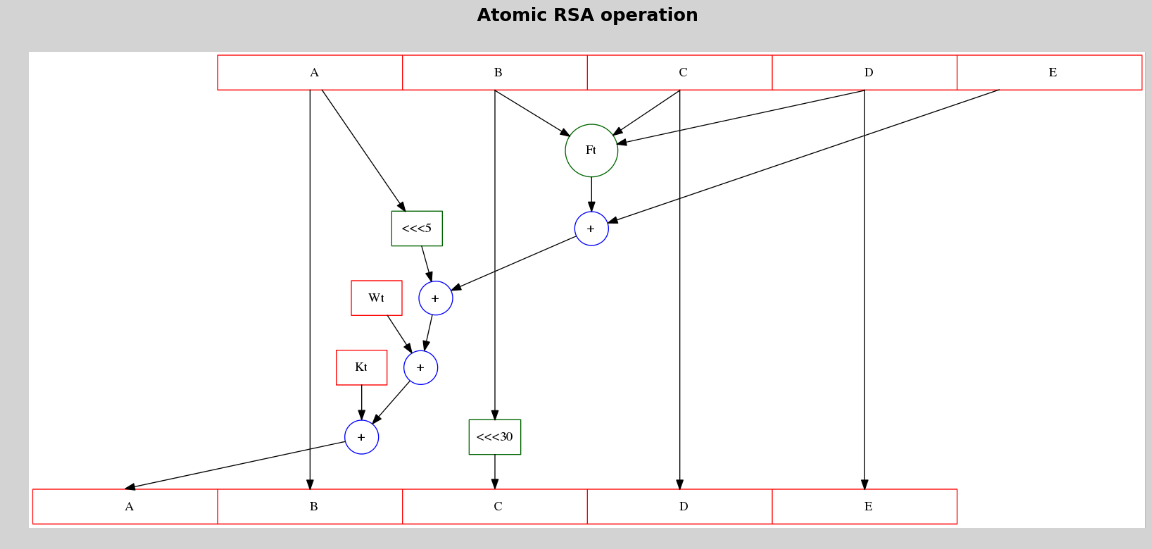 Atomic RSA operation
A B C D E
Ft
<<<5 +
Wt +
Kt +
+ <<<30
A B C D E